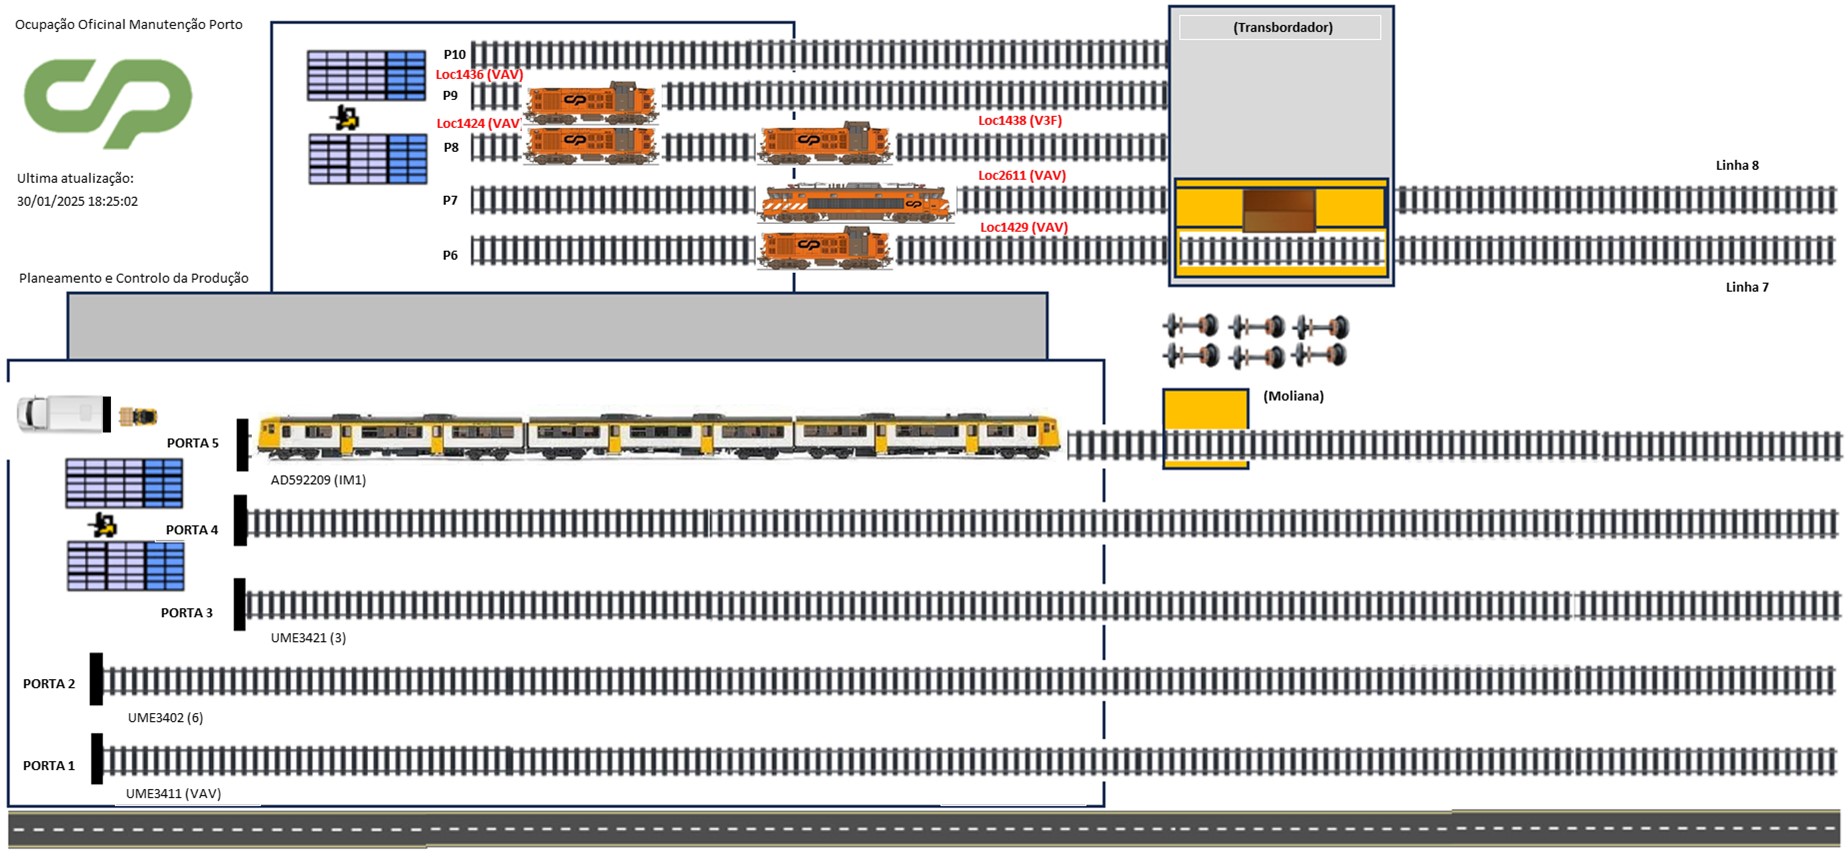 Ocupação Oficinal Manutenção Porto
(Transbordador)
P10
Loc1436 (VAV)
P9
Loc1424 (VAV)
Loc1438 (V3F)
P8
Linha 8
Ultima atualização:
Loc2611 (VAV)
30/01/2025 18:25:02
P7
Loc1429 (VAV)
P6
Planeamento e Controlo da Produção
Linha 7
(Moliana)
PORTA 5
AD592209 (IM1)
PORTA 4
PORTA 3
UME3421 (3)
PORTA 2
UME3402 (6)
PORTA 1
UME3411 (VAV)